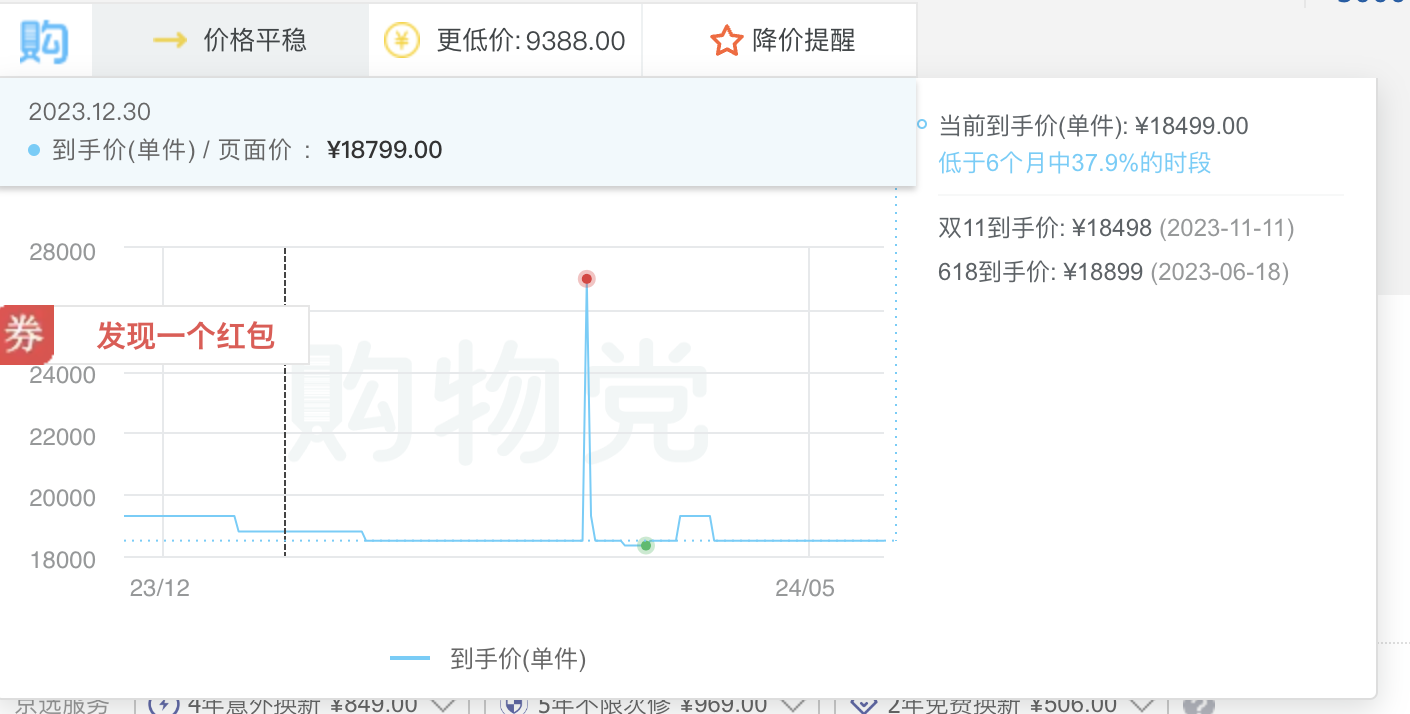 购 价格平稳 ¥ 更低价: 9388.00 降价提醒
2023.12.30
到手价(单件) / 页面价 : ¥18799.00
当前到手价(单件): ¥18499.00
低于6个月中37.9%的时段
双11到手价: ¥18498 (2023-11-11)
618到手价: ¥18899 (2023-06-18)
28000
券 发现一个红包
24000
购物党
22000
20000
18000
23/12 24/05
到手价(单件)
京选服务 4年意外换新 ¥849.00 5年不限次修 ¥969.00 2年免费换新 ¥506.00 ?